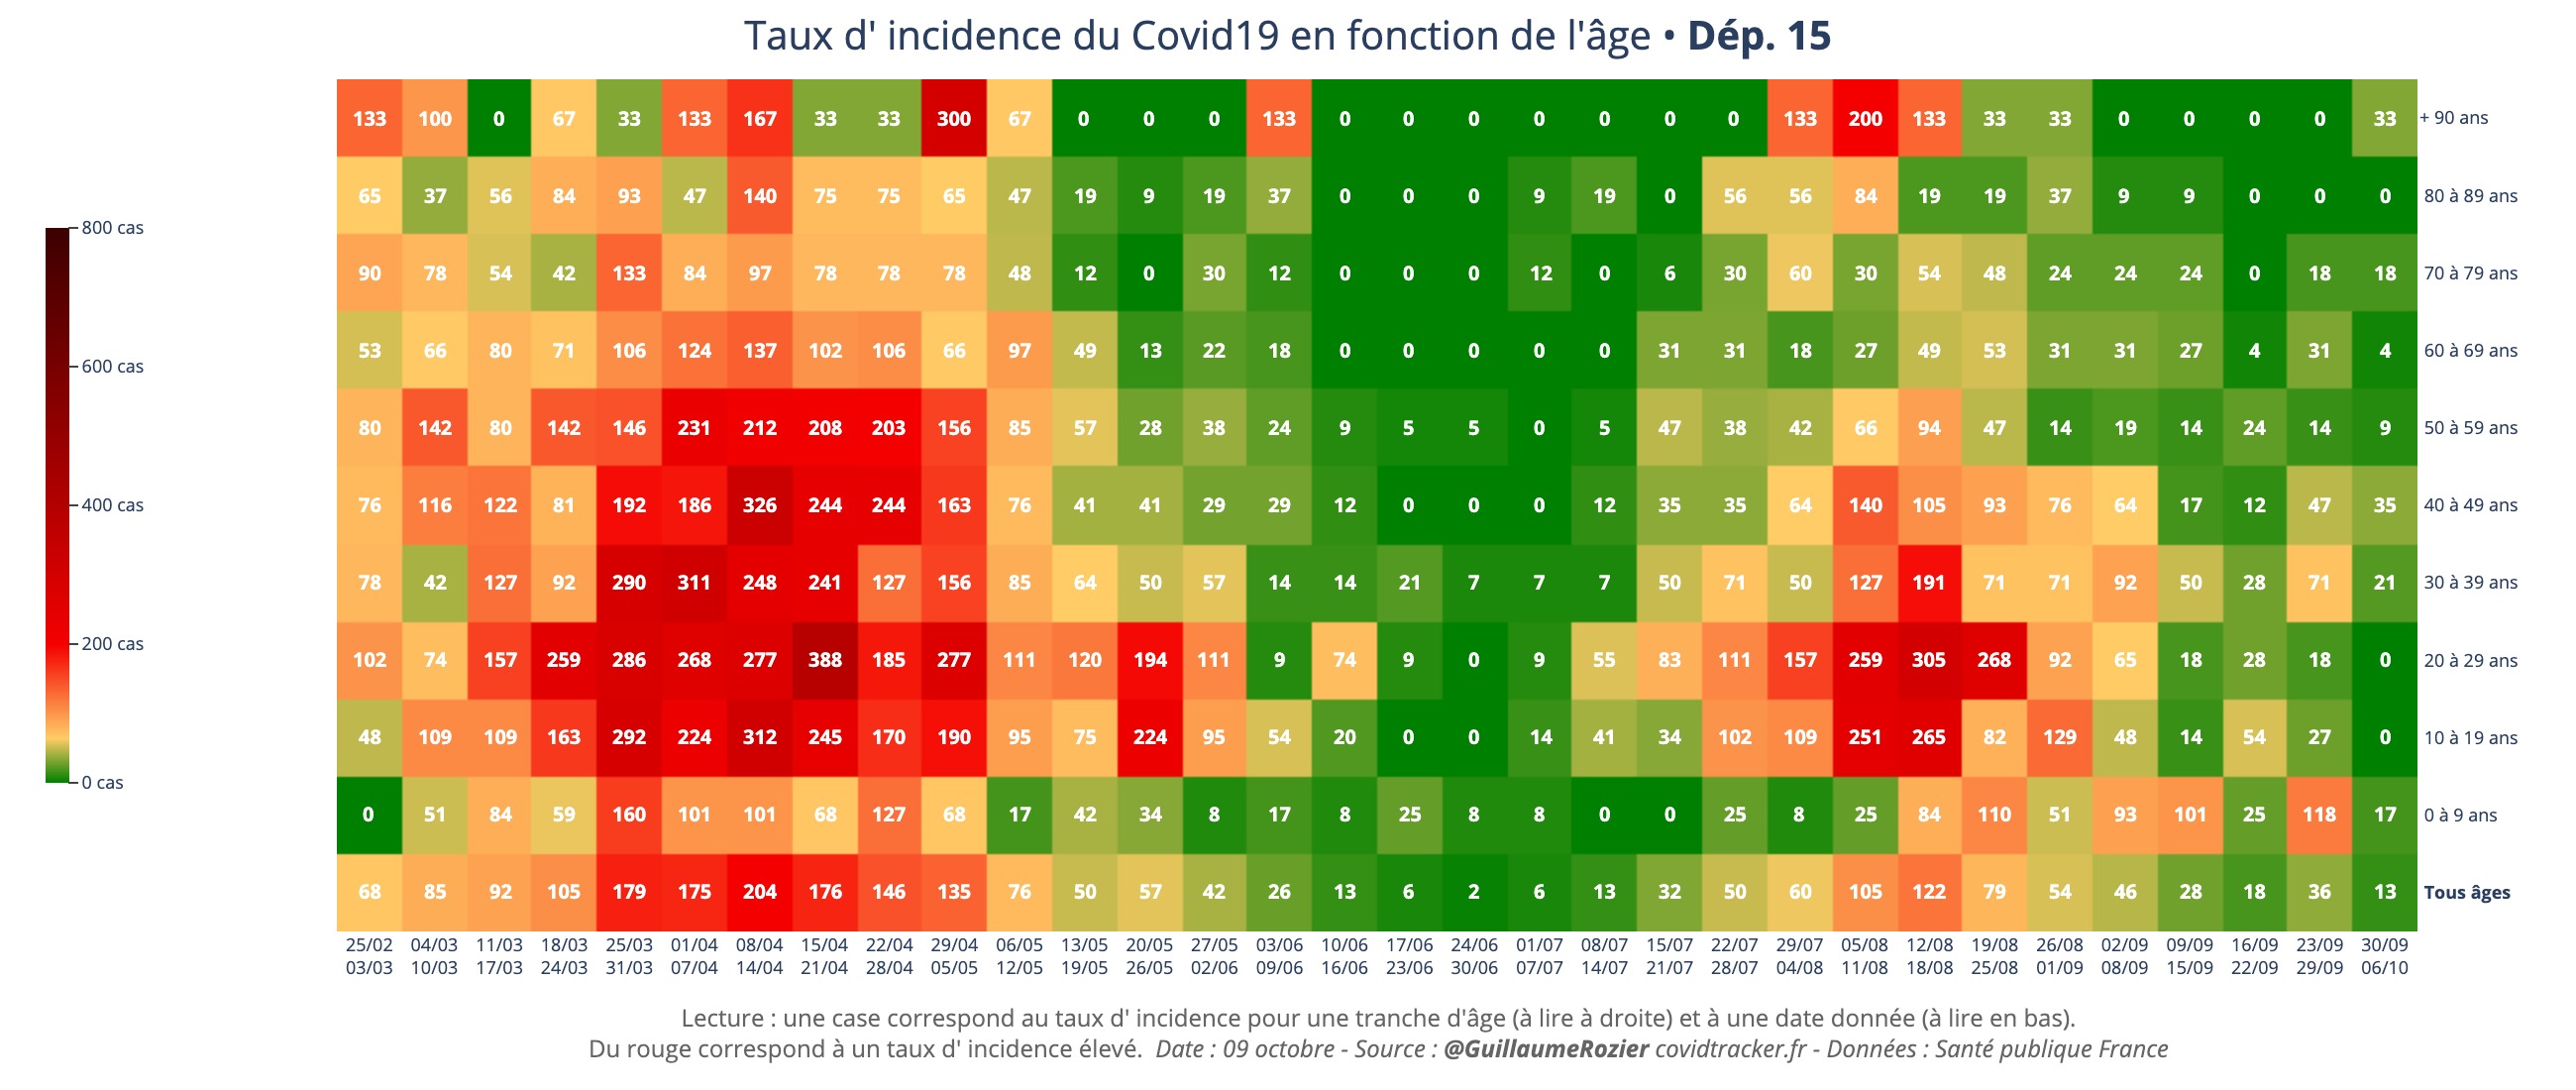 Taux d' incidence du Covid19 en fonction de l'âge • Dép. 15
133 100 0 67 33 133 167 33 33 300 67 0 0 0 133 0 0 0 0 0 0 0 133 200 133 33 33 0 0 0 0 33 + 90 ans
65 37 56 84 93 47 140 75 75 65 47 19 9 19 37 0 0 0 9 19 0 56 56 84 19 19 37 9 9 0 0 0 80 à 89 ans
800 cas
90 78 54 42 133 84 97 78 78 78 48 12 0 30 12 0 0 0 12 0 6 30 60 30 54 48 24 24 24 0 18 18 70 à 79 ans
53 66 80 71 106 124 137 102 106 66 97 49 13 22 18 0 0 0 0 0 31 31 18 27 49 53 31 31 27 4 31 4 60 à 69 ans
600 cas
80 142 80 142 146 231 212 208 203 156 85 57 28 38 24 9 5 5 0 5 47 38 42 66 94 47 14 19 14 24 14 9 50 à 59 ans
400 cas
76 116 122 81 192 186 326 244 244 163 76 41 41 29 29 12 0 0 0 12 35 35 64 140 105 93 76 64 17 12 47 35 40 à 49 ans
78 42 127 92 290 311 248 241 127 156 85 64 50 57 14 14 21 7 7 7 50 71 50 127 191 71 71 92 50 28 71 21 30 à 39 ans
200 cas
102 74 157 259 286 268 277 388 185 277 111 120 194 111 9 74 9 0 9 55 83 111 157 259 305 268 92 65 18 28 18 0 20 à 29 ans
48 109 109 163 292 224 312 245 170 190 95 75 224 95 54 20 0 0 14 41 34 102 109 251 265 82 129 48 14 54 27 0 10 à 19 ans
0 cas
0 51 84 59 160 101 101 68 127 68 17 42 34 8 17 8 25 8 8 0 0 25 8 25 84 110 51 93 101 25 118 17 0 à 9 ans
68 85 92 105 179 175 204 176 146 135 76 50 57 42 26 13 6 2 6 13 32 50 60 105 122 79 54 46 28 18 36 13 Tous âges
25/02 04/03 11/03 18/03 25/03 01/04 08/04 15/04 22/04 29/04 06/05 13/05 20/05 27/05 03/06 10/06 17/06 24/06 01/07 08/07 15/07 22/07 29/07 05/08 12/08 19/08 26/08 02/09 09/09 16/09 23/09 30/09
03/03 10/03 17/03 24/03 31/03 07/04 14/04 21/04 28/04 05/05 12/05 19/05 26/05 02/06 09/06 16/06 23/06 30/06 07/07 14/07 21/07 28/07 04/08 11/08 18/08 25/08 01/09 08/09 15/09 22/09 29/09 06/10
Lecture : une case correspond au taux d' incidence pour une tranche d'âge (à lire à droite) et à une date donnée (à lire en bas).
Du rouge correspond à un taux d' incidence élevé. Date : 09 octobre - Source : @GuillaumeRozier covidtracker.fr - Données : Santé publique France